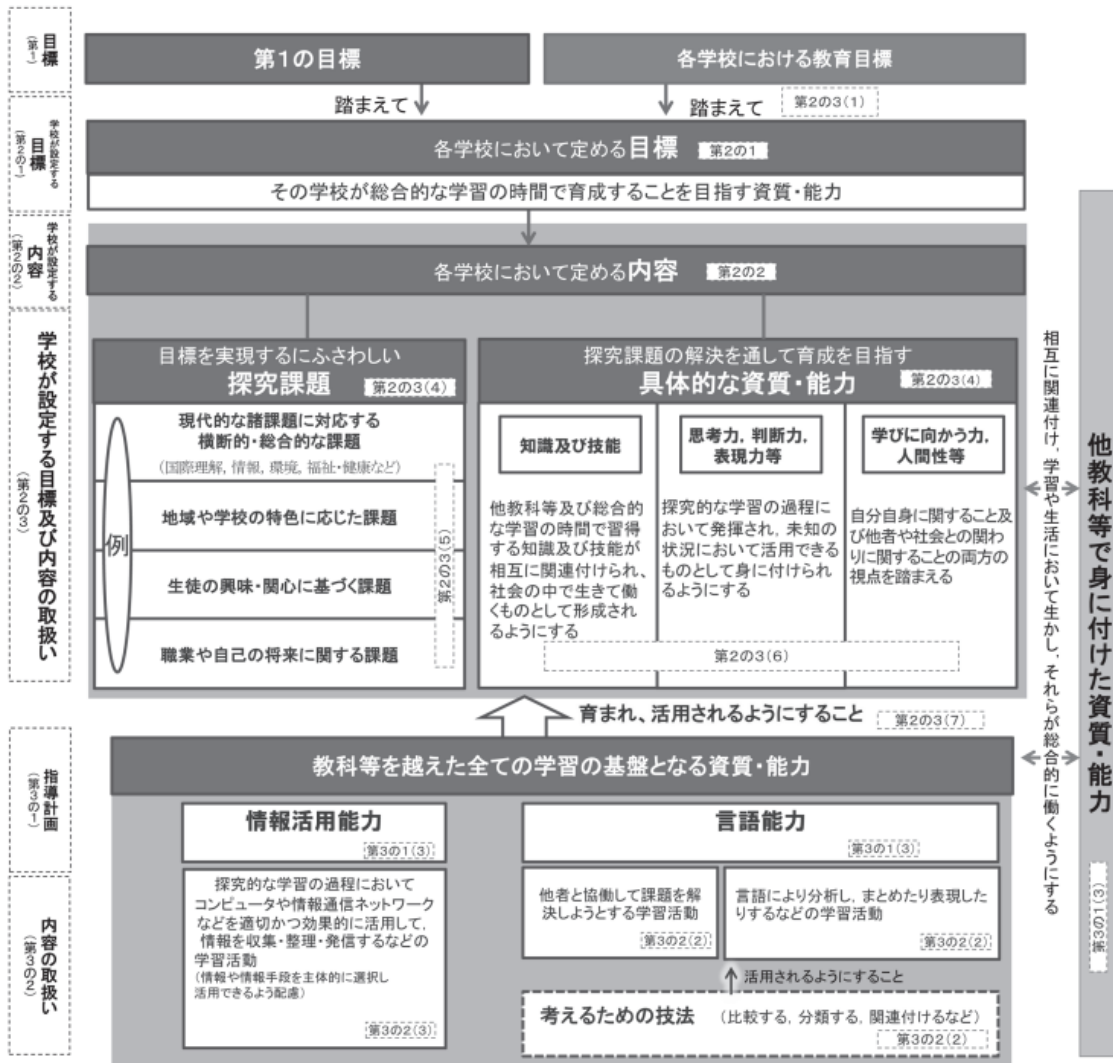 目標
(第1)
第1の目標
各学校における教育目標
踏まえて
踏まえて
第2の3(1)
学校が設定する
目標
(第2の1)
各学校において定める目標 第2の1
その学校が総合的な学習の時間で育成することを目指す資質・能力
学校が設定する
内容
(第2の2)
各学校において定める内容 第2の2
学校が設定する目標及び内容の取扱い
(第2の3)
目標を実現するにふさわしい
探究課題 第2の3(4)
例
現代的な諸課題に対応する
横断的・総合的な課題
(国際理解, 情報, 環境, 福祉・健康など)
地域や学校の特色に応じた課題
生徒の興味・関心に基づく課題
職業や自己の将来に関する課題
第2の3(5)
探究課題の解決を通して育成を目指す
具体的な資質・能力 第2の3(4)
知識及び技能
他教科等及び総合的
な学習の時間で習得
する知識及び技能が
相互に関連付けられ、
社会の中で生きて働
くものとして形成され
るようにする
思考力, 判断力,
表現力等
探究的な学習の過程に
おいて発揮され, 未知の
状況において活用できる
ものとして身に付けられ
るようにする
学びに向かう力,
人間性等
自分自身に関すること及
び他者や社会との関わ
りに関することの両方の
視点を踏まえる
第2の3(6)
育まれ、活用されるようにすること 第2の3(7)
指導計画
(第3の1)
教科等を越えた全ての学習の基盤となる資質・能力
情報活用能力
第3の1(3)
言語能力
第3の1(3)
内容の取扱い
(第3の2)
探究的な学習の過程において
コンピュータや情報通信ネットワーク
などを適切かつ効果的に活用して,
情報を収集・整理・発信するなどの
学習活動
(情報や情報手段を主体的に選択し
活用できるよう配慮)
第3の2(3)
他者と協働して課題を解
決しようとする学習活動
第3の2(2)
言語により分析し, まとめたり表現した
りするなどの学習活動
第3の2(2)
活用されるようにすること
考えるための技法 (比較する, 分類する, 関連付けるなど)
第3の2(2)
相互に関連付け, 学習や生活において生かし, それらが総合的に働くようにする
他教科等で身に付けた資質・能力
第3の1(3)